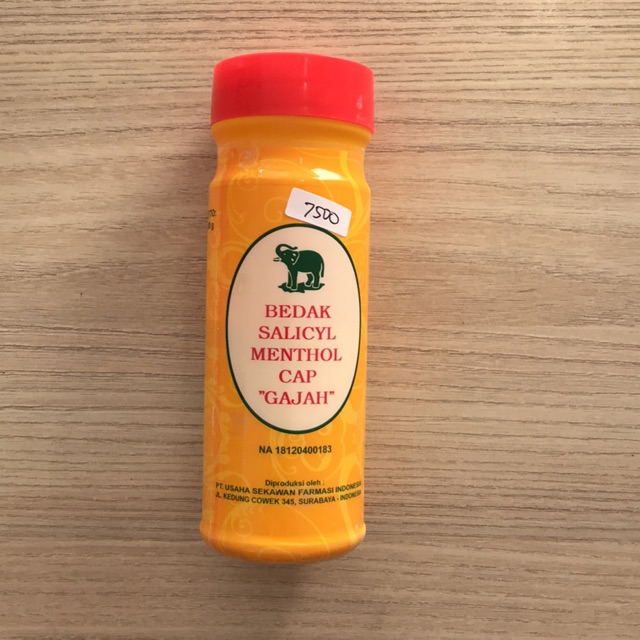 7500
BEDAK
SALICYL
MENTHOL
CAP
"GAJAH"
NA 18120400183
Diproduksi oleh :
PT. USAHA SEKAWAN FARMASI INDONESIA
JL. KEDUNG COWEK 345, SURABAYA - INDONESIA